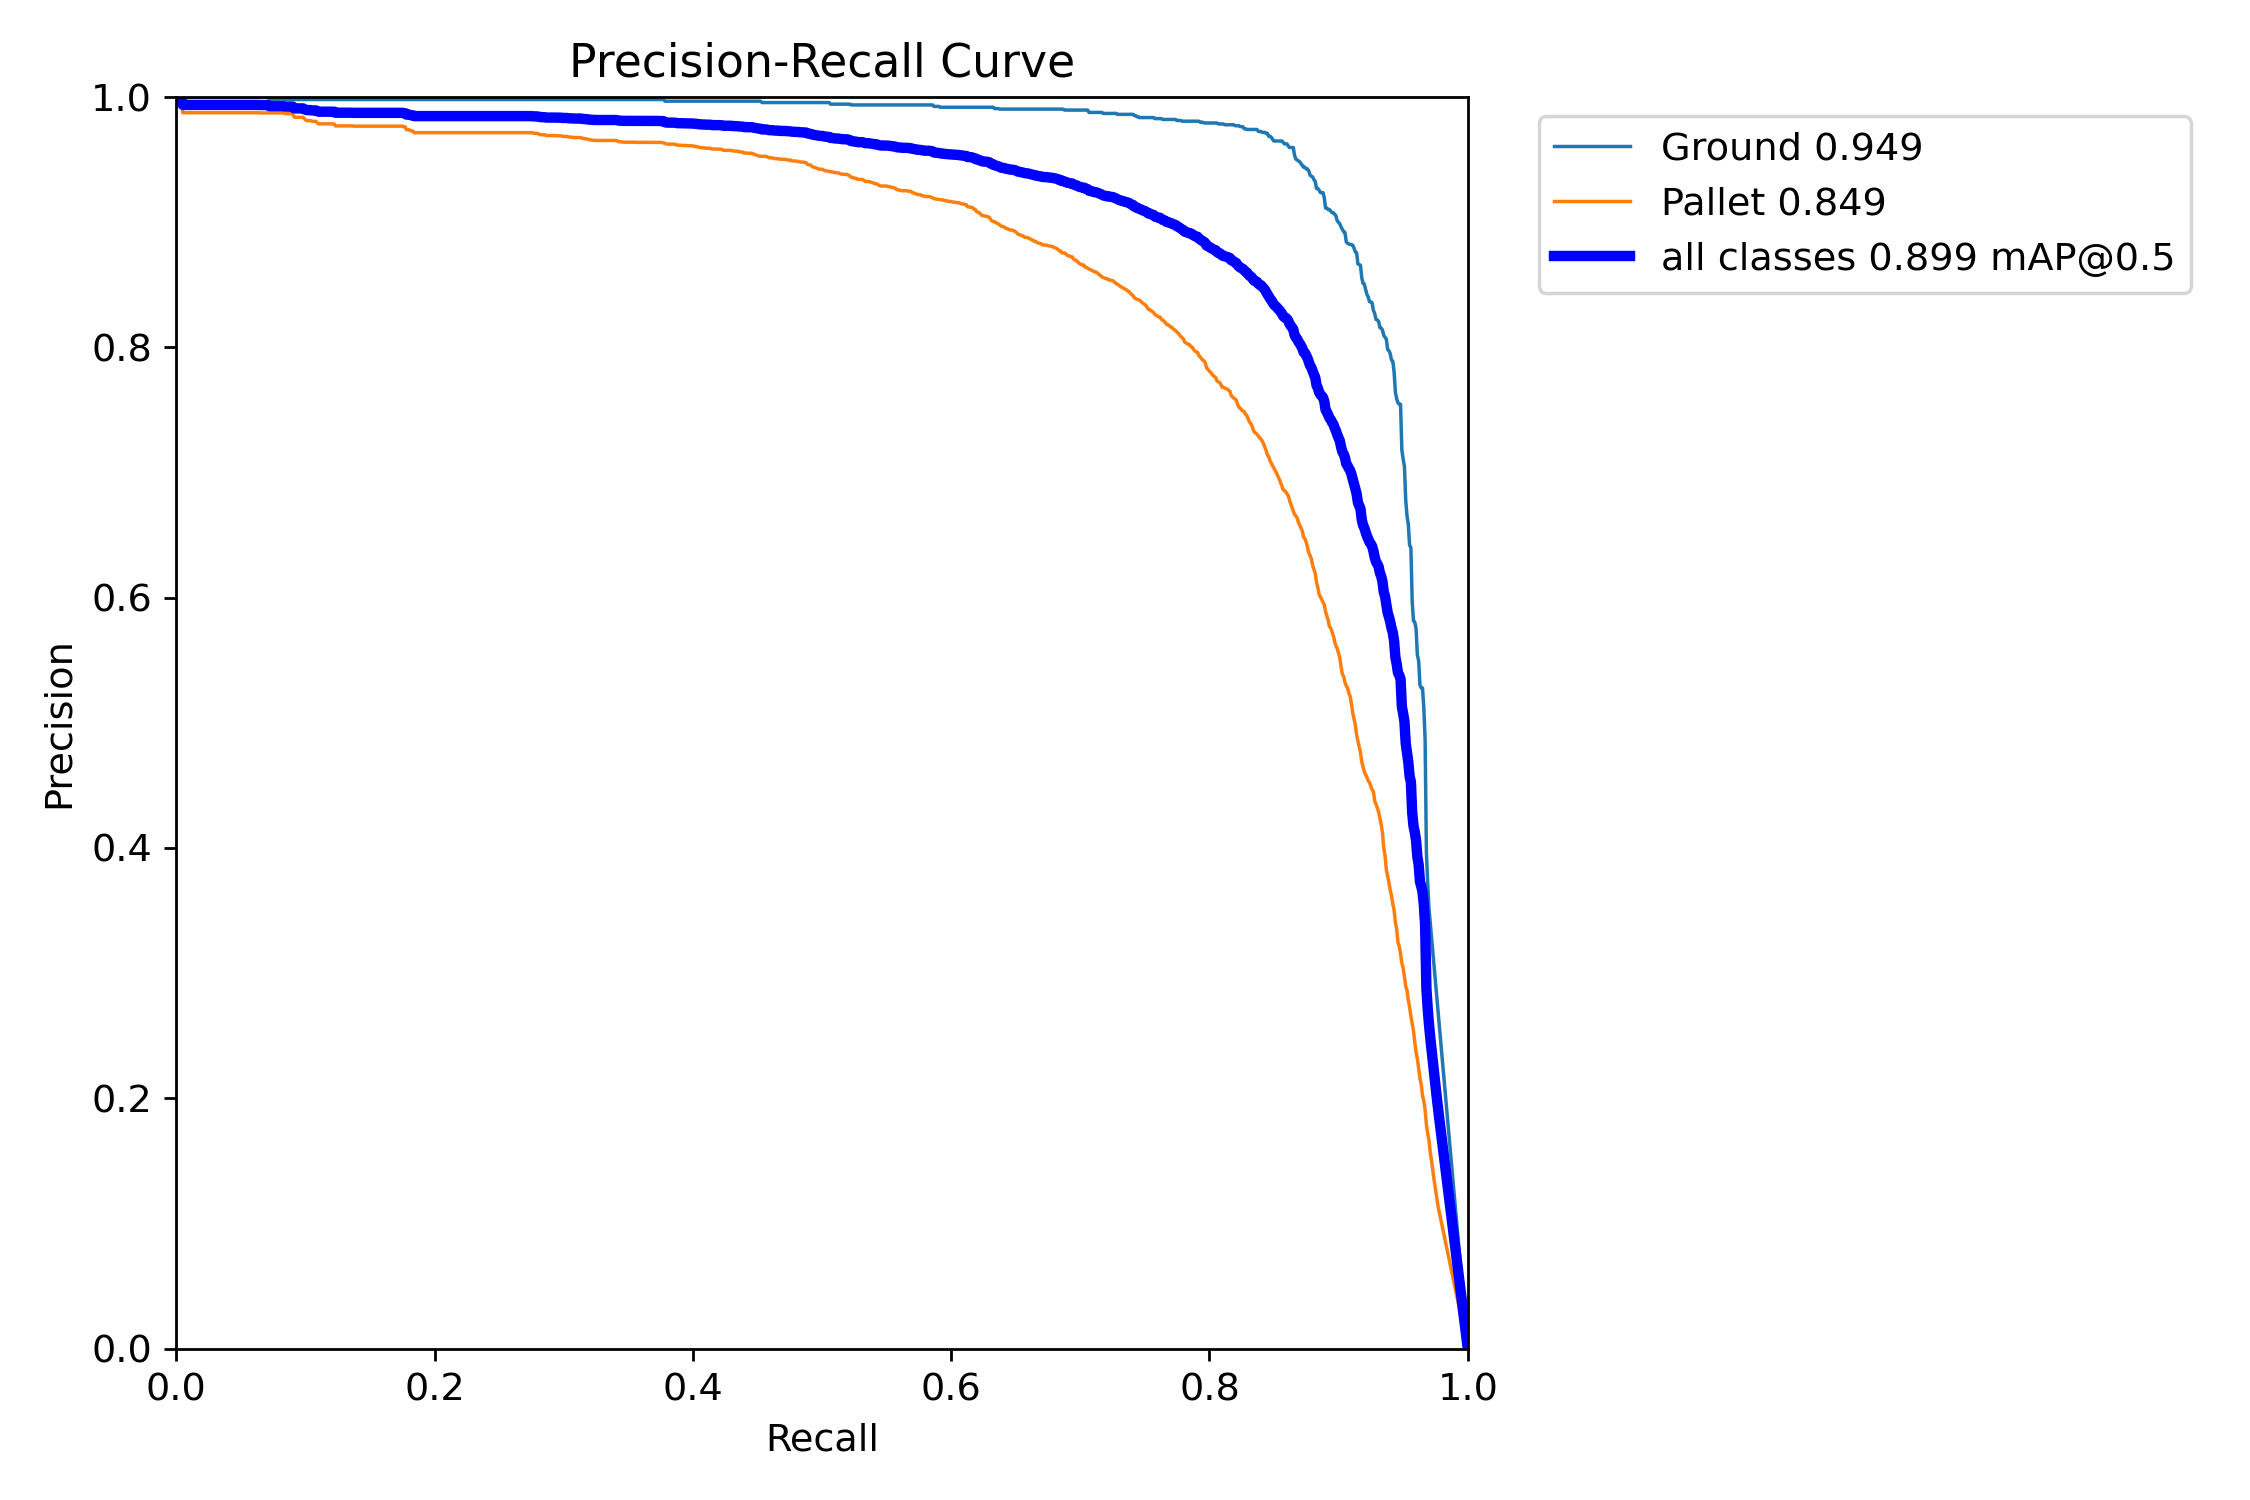 Precision-Recall Curve
1.0
0.8
0.6
0.4
0.2
0.0
Precision
0.0 0.2 0.4 0.6 0.8 1.0
Recall
Ground 0.949
Pallet 0.849
all classes 0.899 mAP@0.5